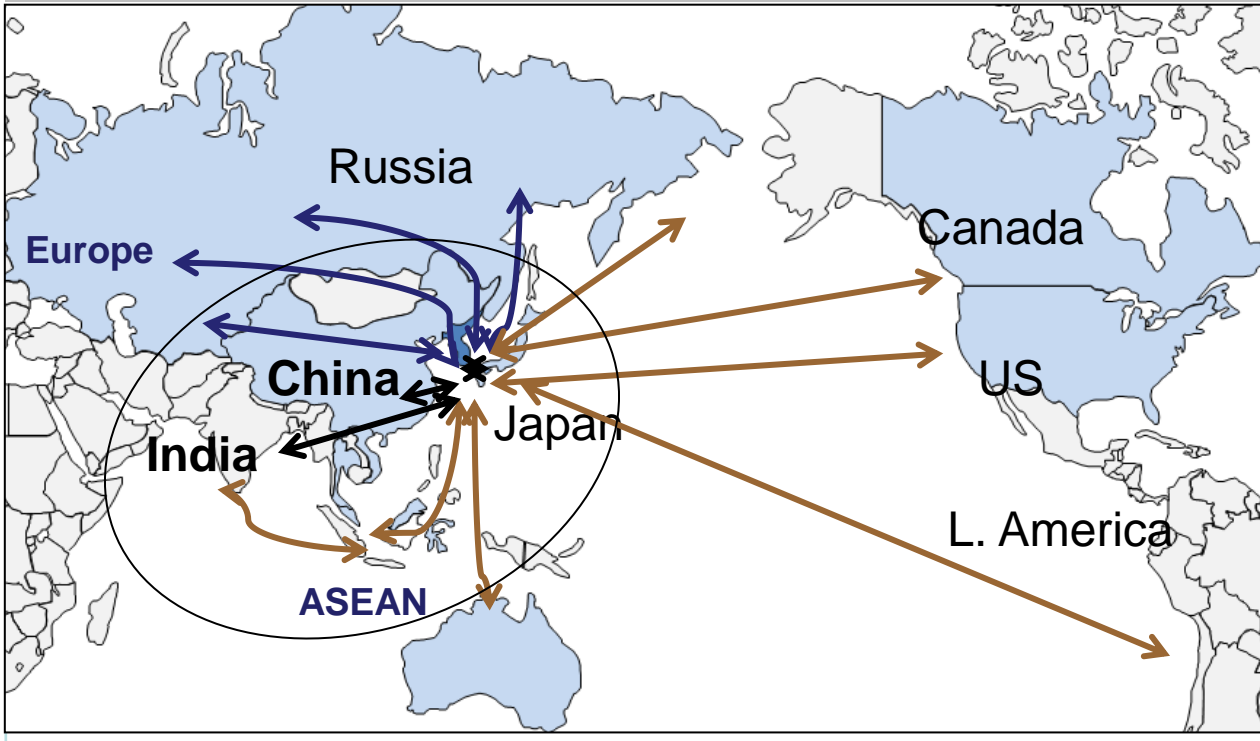 Russia
Canada
Europe
China
US
Japan
India
L. America
ASEAN